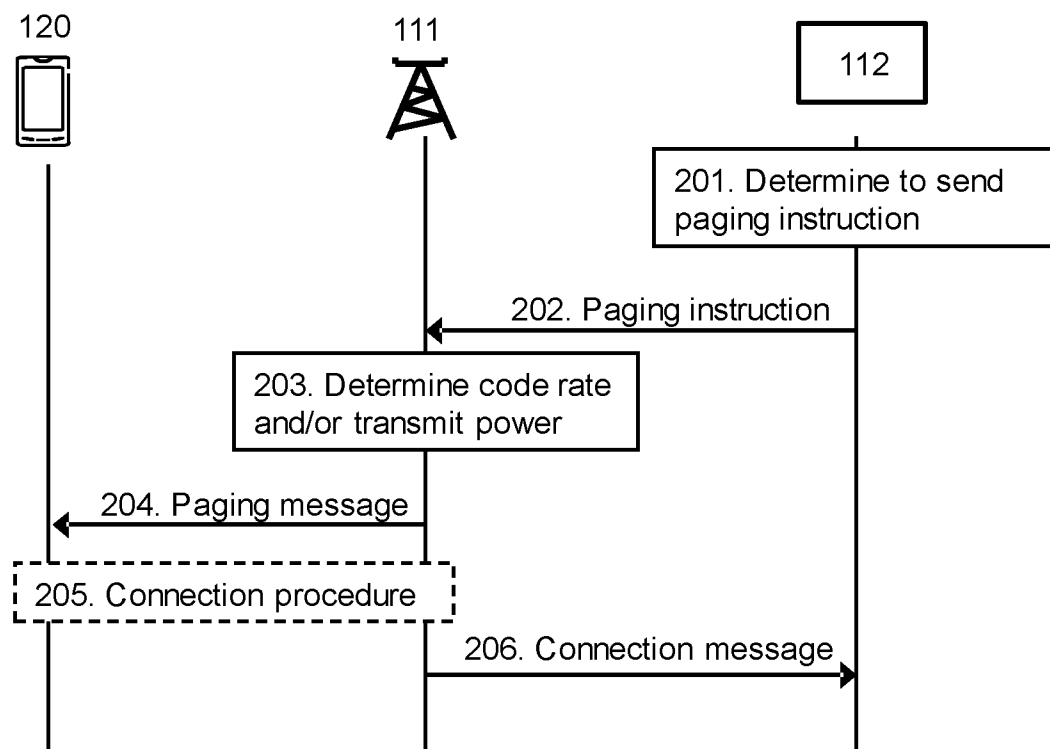 120
111
112
201. Determine to send
paging instruction
202. Paging instruction
203. Determine code rate
and/or transmit power
204. Paging message
205. Connection procedure
206. Connection message